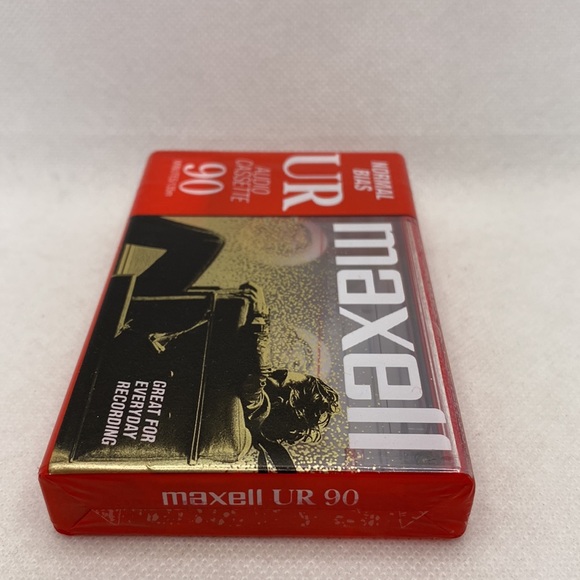 NORMAL
BIAS
UR
AUDIO
CASSETTE
90
maxell
GREAT FOR
EVERYDAY
RECORDING
maxell UR 90